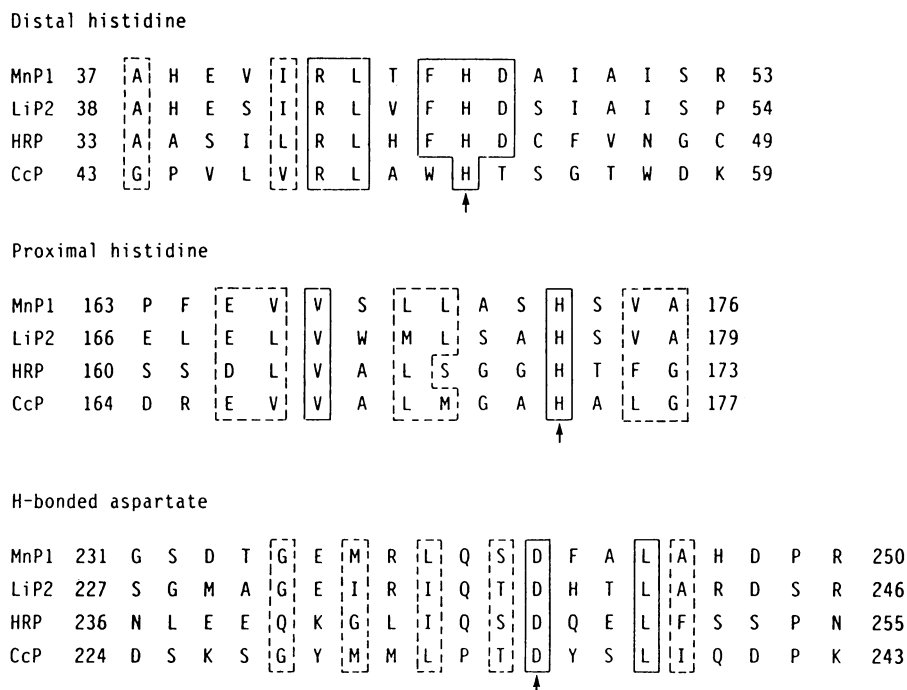 Distal histidine
MnP1 37 A H E V I R L T F H D A I A I S R 53
LiP2 38 A H E S I R L V F H D S I A I S P 54
HRP 33 A A S I L R L H F H D C F V N G C 49
CcP 43 G P V L V R L A W H T S G T W D K 59
Proximal histidine
MnP1 163 P F E V V S L L A S H S V A 176
LiP2 166 E L E L V W M L S A H S V A 179
HRP 160 S S D L V A L S G G H T F G 173
CcP 164 D R E V V A L M G A H A L G 177
H-bonded aspartate
MnP1 231 G S D T G E M R L Q S D F A L A H D P R 250
LiP2 227 S G M A G E I R I Q T D H T L A R D S R 246
HRP 236 N L E E Q K G L I Q S D Q E L F S S P N 255
CcP 224 D S K S G Y M M L P T D Y S L I Q D P K 243